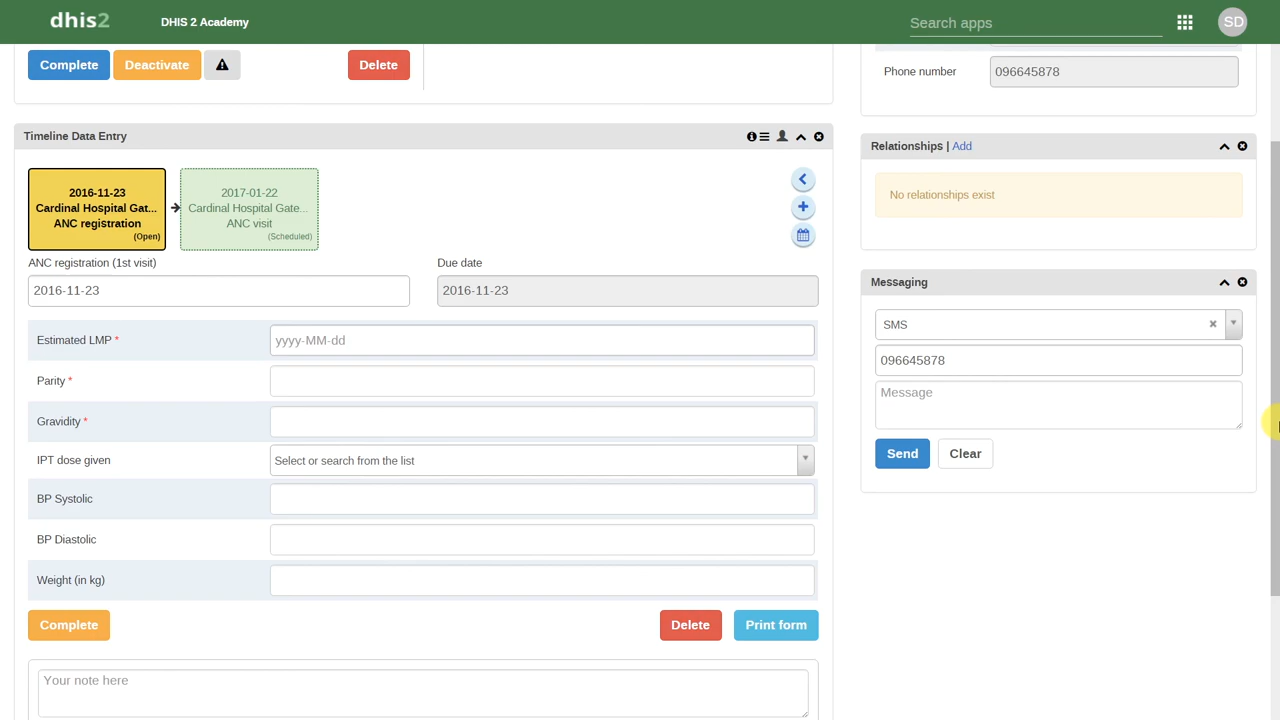 dhis2
DHIS 2 Academy
Search apps
SD
Complete
Deactivate
Delete
Phone number
096645878
Timeline Data Entry
2016-11-23
Cardinal Hospital Gat...
ANC registration
(Open)
2017-01-22
Cardinal Hospital Gate...
ANC visit
(Scheduled)
ANC registration (1st visit)
Due date
2016-11-23
2016-11-23
Estimated LMP *
yyyy-MM-dd
Parity *
Gravidity *
IPT dose given
Select or search from the list
BP Systolic
BP Diastolic
Weight (in kg)
Complete
Delete
Print form
Your note here
Relationships | Add
No relationships exist
Messaging
SMS
096645878
Message
Send
Clear